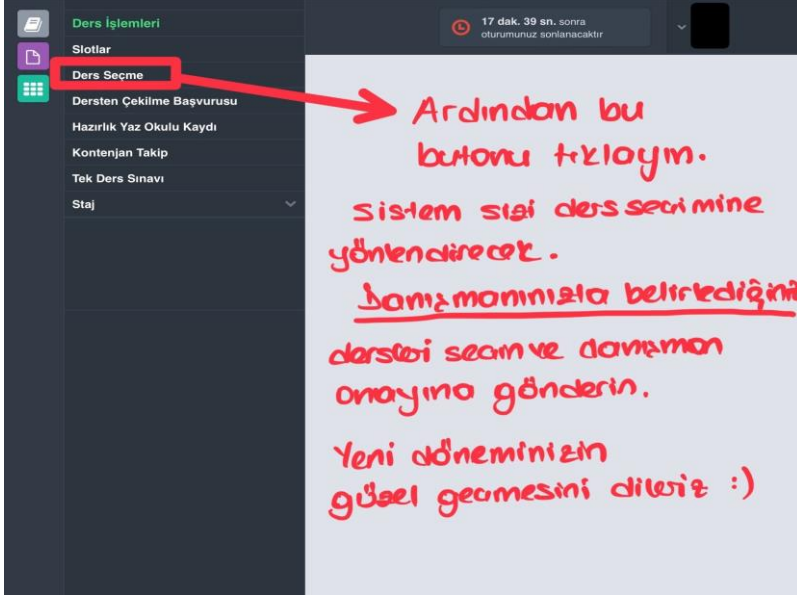 Ders İşlemleri
Slotlar
Ders Seçme
Dersten Çekilme Başvurusu
Hazırlık Yaz Okulu Kaydı
Kontenjan Takip
Tek Ders Sınavı
Staj
17 dak. 39 sn. sonra
oturumunuz sonlanacaktır
Ardından bu
butonu tıklayın.
Sistem sizi ders seçimine
yönlendirecek.
Danışmanınızla belirlediğiniz
dersleri seçin ve danışman
onayına gönderin.
Yeni döneminizin
güzel geçmesini dileriz :)